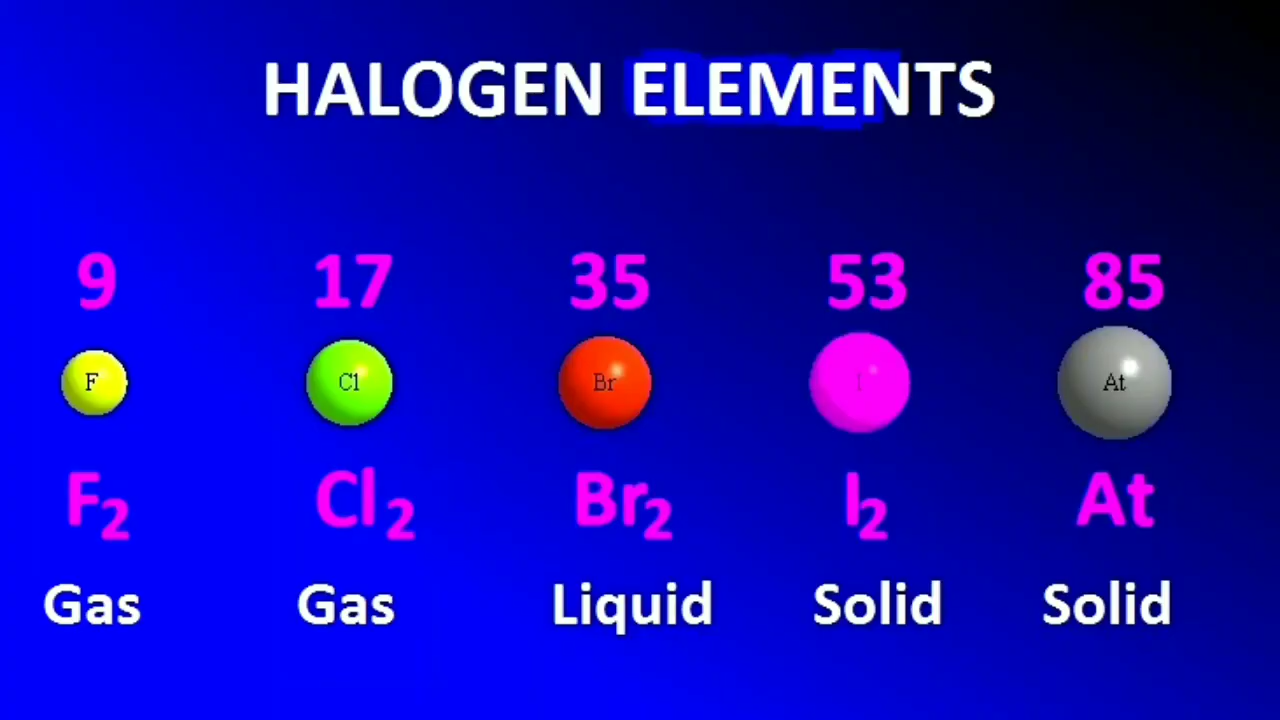 HALOGEN ELEMENTS
9 17 35 53 85
F Cl Br I At
F₂ Cl₂ Br₂ I₂ At
Gas Gas Liquid Solid Solid